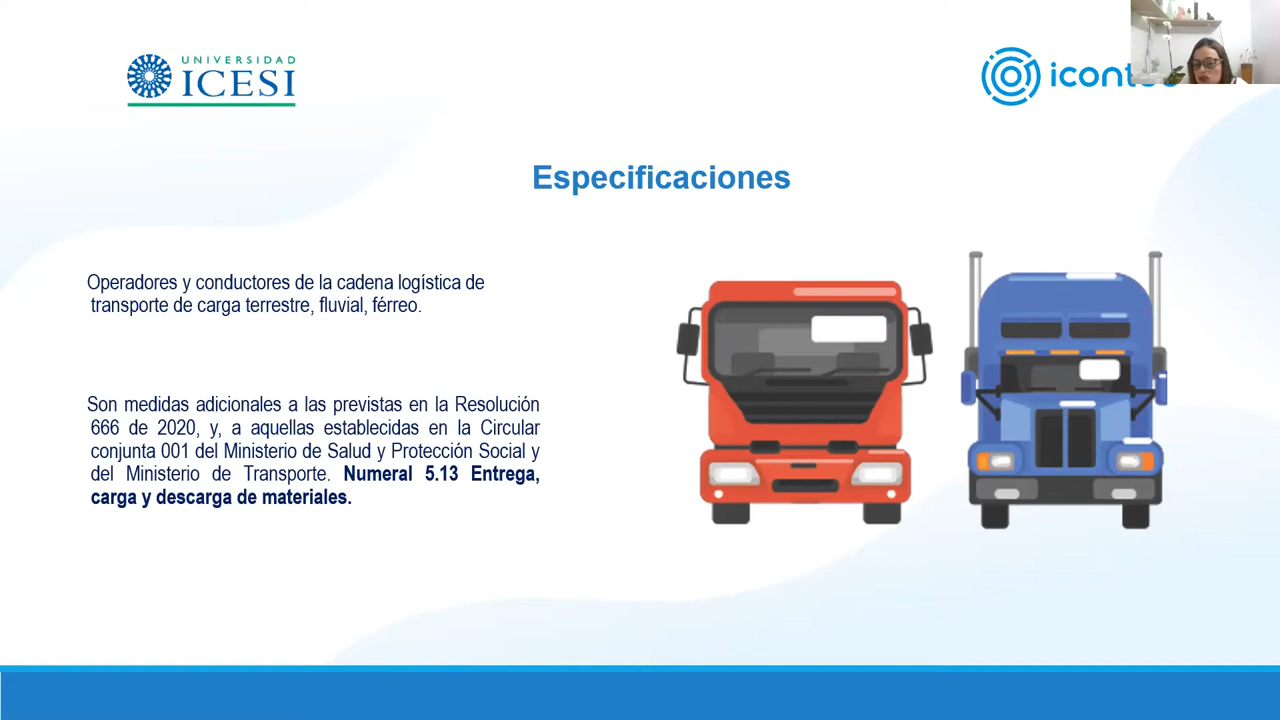 UNIVERSIDAD
ICESI
Especificaciones
Operadores y conductores de la cadena logística de
transporte de carga terrestre, fluvial, férreo.
Son medidas adicionales a las previstas en la Resolución
666 de 2020, y, a aquellas establecidas en la Circular
conjunta 001 del Ministerio de Salud y Protección Social y
del Ministerio de Transporte. Numeral 5.13 Entrega,
carga y descarga de materiales.